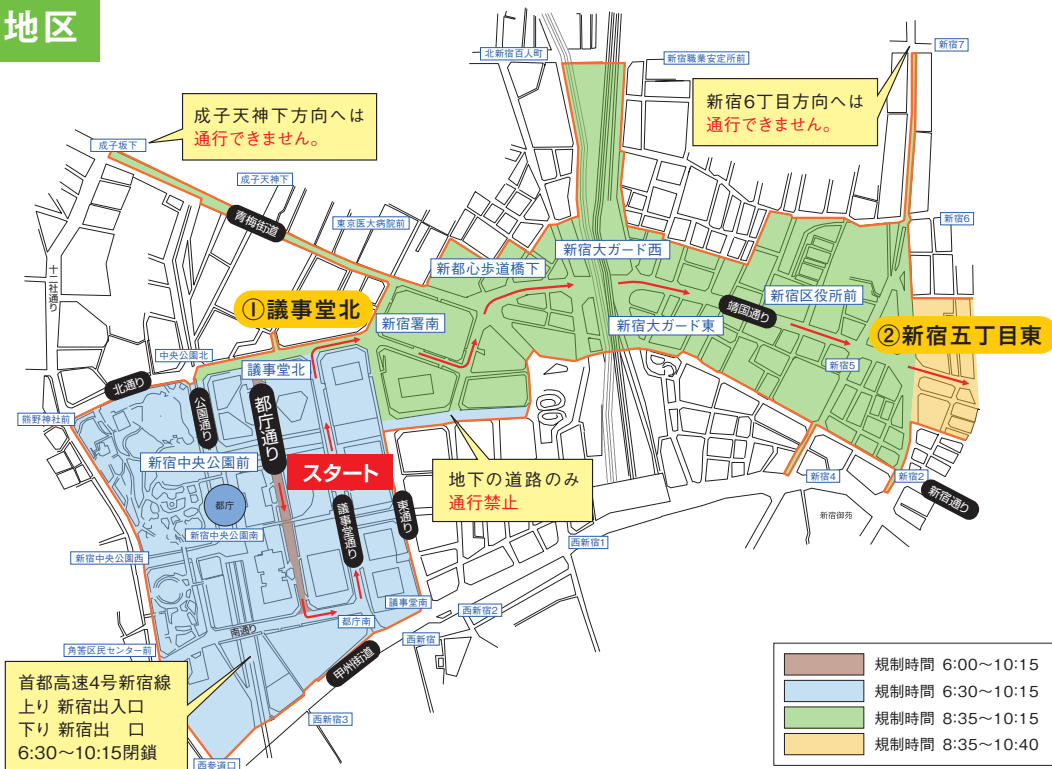 地区
北新宿百人町
新宿職業安定所前
新宿7
成子天神下方向へは
通行できません。
新宿6丁目方向へは
通行できません。
成子坂下
成子天神下
青梅街道
東京医大病院前
新宿6
十二社通り
新都心歩道橋下
新宿大ガード西
①議事堂北
新宿署南
新宿大ガード東
靖国通り
新宿区役所前
②新宿五丁目東
中央公園北
議事堂北
新宿5
北通り
公園通り
都庁通り
熊野神社前
新宿中央公園前
スタート
地下の道路のみ
通行禁止
新宿4
新宿2
新宿通り
都庁
議事堂通り
東通り
新宿御苑
新宿中央公園南
新宿中央公園西
西新宿1
議事堂南
西新宿2
都庁南
南通り
西新宿
角筈区民センター前
甲州街道
首都高速4号新宿線
上り 新宿出入口
下り 新宿出 口
6:30〜10:15閉鎖
西新宿3
西参道口
規制時間 6:00〜10:15
規制時間 6:30〜10:15
規制時間 8:35〜10:15
規制時間 8:35〜10:40